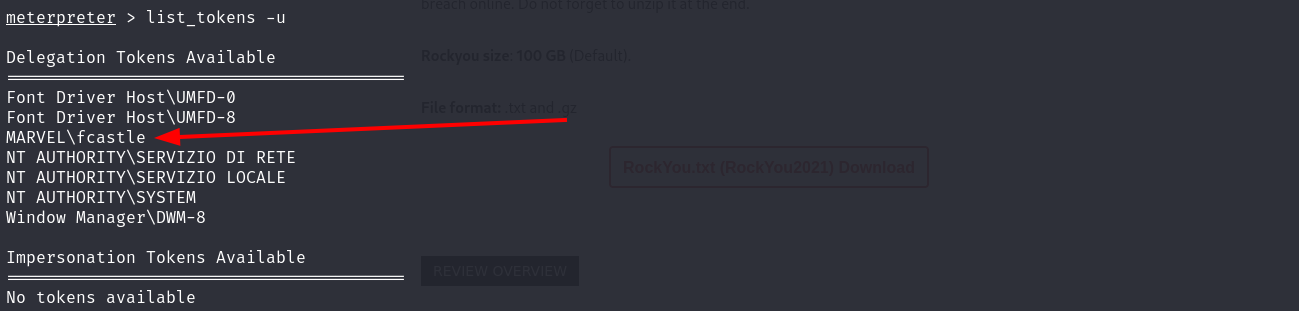 meterpreter > list_tokens -u
breach online. Do not forget to unzip it at the end.
Delegation Tokens Available
Rockyou size: 100 GB (Default).
Font Driver Host\UMFD-0
Font Driver Host\UMFD-8
File format: .txt and .gz
MARVEL\fcastle
NT AUTHORITY\SERVIZIO DI RETE
RockYou.txt (RockYou2021) Download
NT AUTHORITY\SERVIZIO LOCALE
NT AUTHORITY\SYSTEM
Window Manager\DWM-8
Impersonation Tokens Available
REVIEW OVERVIEW
No tokens available